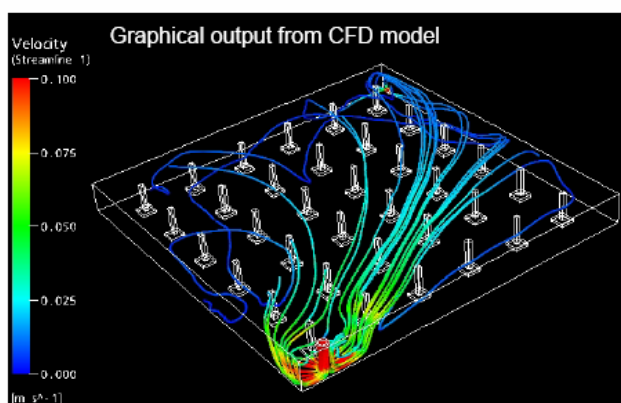 Graphical output from CFD model
Velocity
(Streamline 1)
0.100
0.075
0.050
0.025
0.000
[m s^-1]